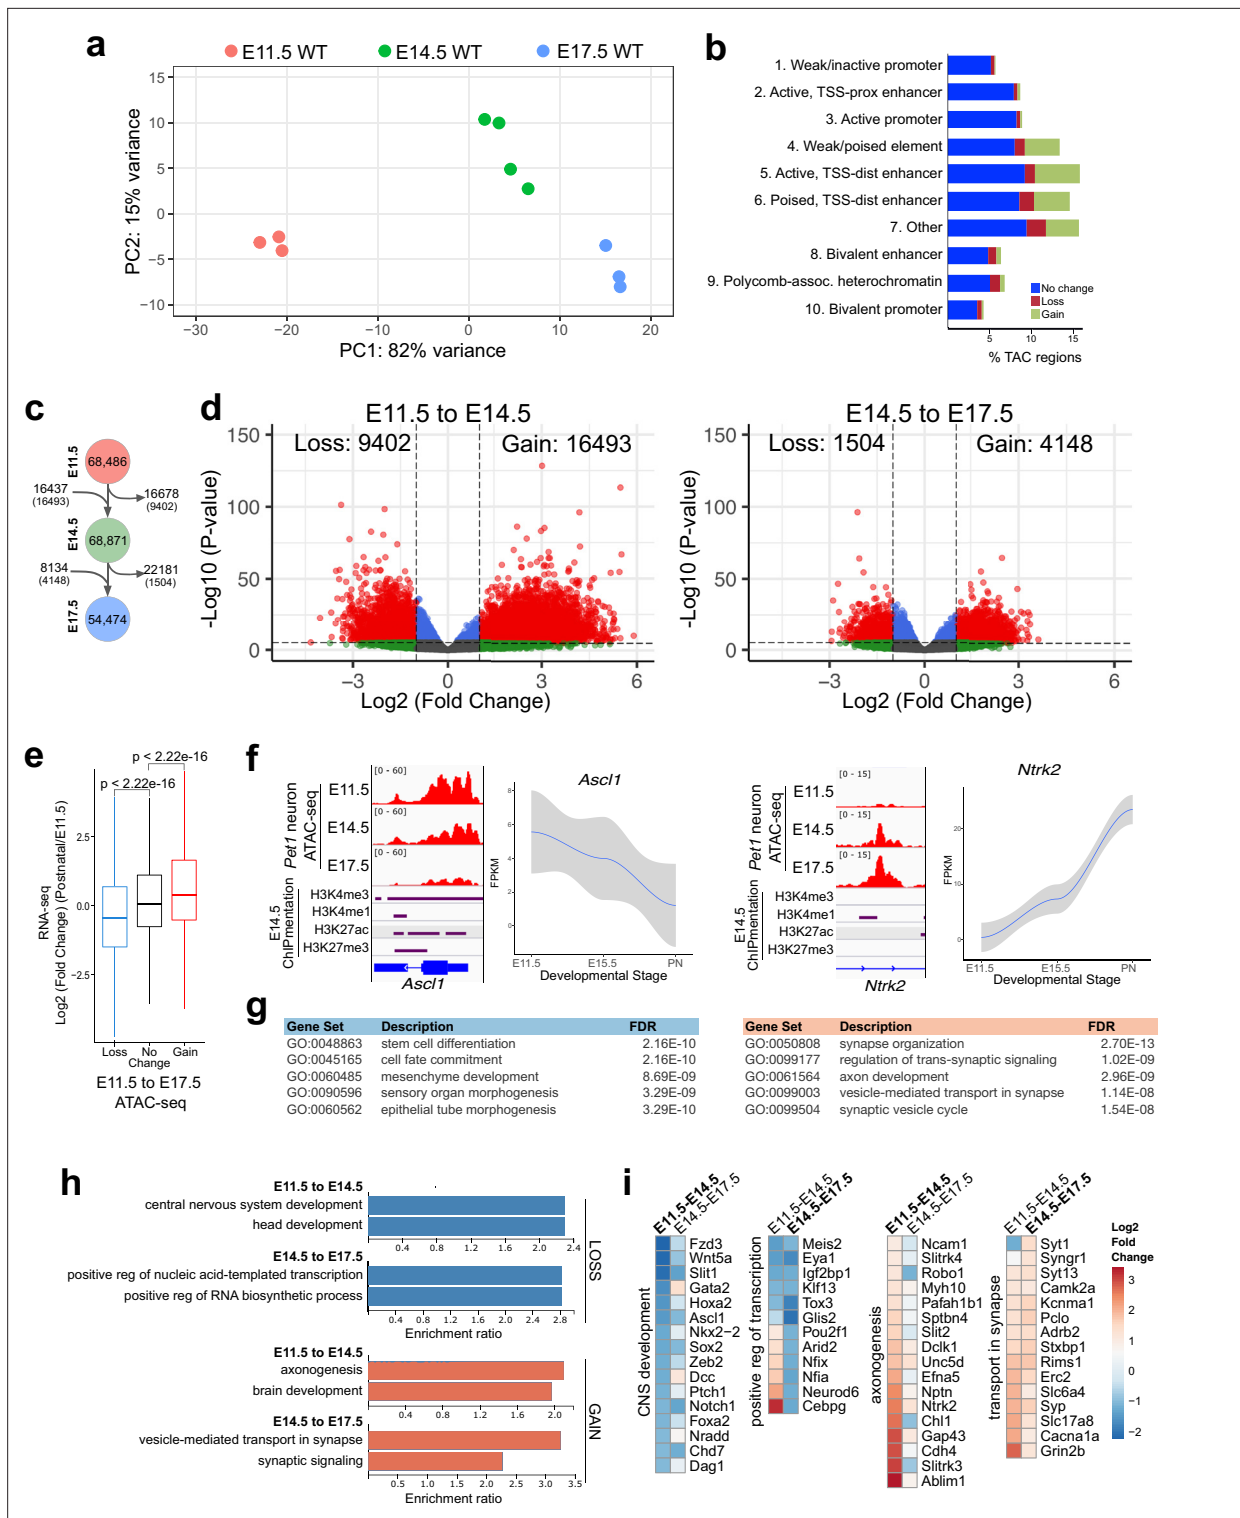 a
E11.5 WT
E14.5 WT
E17.5 WT
15
10
5
0
−5
−10
−30
−20
−10
0
10
20
PC2: 15% variance
PC1: 82% variance
b
1. Weak/inactive promoter
2. Active, TSS-prox enhancer
3. Active promoter
4. Weak/poised element
5. Active, TSS-dist enhancer
6. Poised, TSS-dist enhancer
7. Other
8. Bivalent enhancer
9. Polycomb-assoc. heterochromatin
10. Bivalent promoter
No change
Loss
Gain
5 10 15
% TAC regions
c
E11.5
68,486
16437
(16493)
16678
(9402)
E14.5
68,871
8134
(4148)
22181
(1504)
E17.5
54,474
d
E11.5 to E14.5
Loss: 9402
Gain: 16493
150
100
50
0
−3 0 3 6
-Log10 (P-value)
Log2 (Fold Change)
E14.5 to E17.5
Loss: 1504
Gain: 4148
150
100
50
0
−3 0 3 6
-Log10 (P-value)
Log2 (Fold Change)
e
p < 2.22e-16
p < 2.22e-16
RNA-seq
Log2 (Fold Change) (Postnatal/E11.5)
2.5
0.0
−2.5
Loss No Gain
Change
E11.5 to E17.5
ATAC-seq
f
Pet1 neuron
ATAC-seq
E11.5
[0 - 60]
E14.5
[0 - 60]
E17.5
[0 - 60]
E14.5
ChIPmentation
H3K4me3
H3K4me1
H3K27ac
H3K27me3
Ascl1
Ascl1
FPKM
8
6
4
2
0
E11.5 E15.5 PN
Developmental Stage
Pet1 neuron
ATAC-seq
E11.5
[0 - 15]
E14.5
[0 - 15]
E17.5
[0 - 15]
E14.5
ChIPmentation
H3K4me3
H3K4me1
H3K27ac
H3K27me3
Ntrk2
Ntrk2
FPKM
20
10
0
E11.5 E15.5 PN
Developmental Stage
g
Gene Set Description FDR
GO:0048863 stem cell differentiation 2.16E-10
GO:0045165 cell fate commitment 2.16E-10
GO:0060485 mesenchyme development 8.69E-09
GO:0090596 sensory organ morphogenesis 3.29E-09
GO:0060562 epithelial tube morphogenesis 3.29E-10
Gene Set Description FDR
GO:0050808 synapse organization 2.70E-13
GO:0099177 regulation of trans-synaptic signaling 1.02E-09
GO:0061564 axon development 2.96E-09
GO:0099003 vesicle-mediated transport in synapse 1.14E-08
GO:0099504 synaptic vesicle cycle 1.54E-08
h
E11.5 to E14.5
central nervous system development
head development
0.4 0.8 1.2 1.6 2.0 2.4
E14.5 to E17.5
positive reg of nucleic acid-templated transcription
positive reg of RNA biosynthetic process
0.4 0.8 1.2 1.6 2.0 2.4 2.8
Enrichment ratio
LOSS
E11.5 to E14.5
axonogenesis
brain development
0.4 0.8 1.2 1.6 2.0
E14.5 to E17.5
vesicle-mediated transport in synapse
synaptic signaling
0.5 1.0 1.5 2.0 2.5 3.0 3.5
Enrichment ratio
GAIN
i
E11.5-E14.5
E14.5-E17.5
CNS development
Fzd3
Wnt5a
Slit1
Gata2
Hoxa2
Ascl1
Nkx2−2
Sox2
Zeb2
Dcc
Ptch1
Notch1
Foxa2
Nradd
Chd7
Dag1
E11.5-E14.5
E14.5-E17.5
positive reg of transcription
Meis2
Eya1
Igf2bp1
Klf13
Tox3
Glis2
Pou2f1
Arid2
Nfix
Nfia
Neurod6
Cebpg
E11.5-E14.5
E14.5-E17.5
axonogenesis
Ncam1
Slitrk4
Robo1
Myh10
Pafah1b1
Sptbn4
Slit2
Dclk1
Unc5d
Efna5
Nptn
Ntrk2
Chl1
Gap43
Cdh4
Slitrk3
Ablim1
E11.5-E14.5
E14.5-E17.5
transport in synapse
Syt1
Syngr1
Syt13
Camk2a
Kcnma1
Pclo
Adrb2
Stxbp1
Rims1
Erc2
Slc6a4
Syp
Slc17a8
Cacna1a
Grin2b
Log2
Fold
Change
3
2
1
0
−1
−2